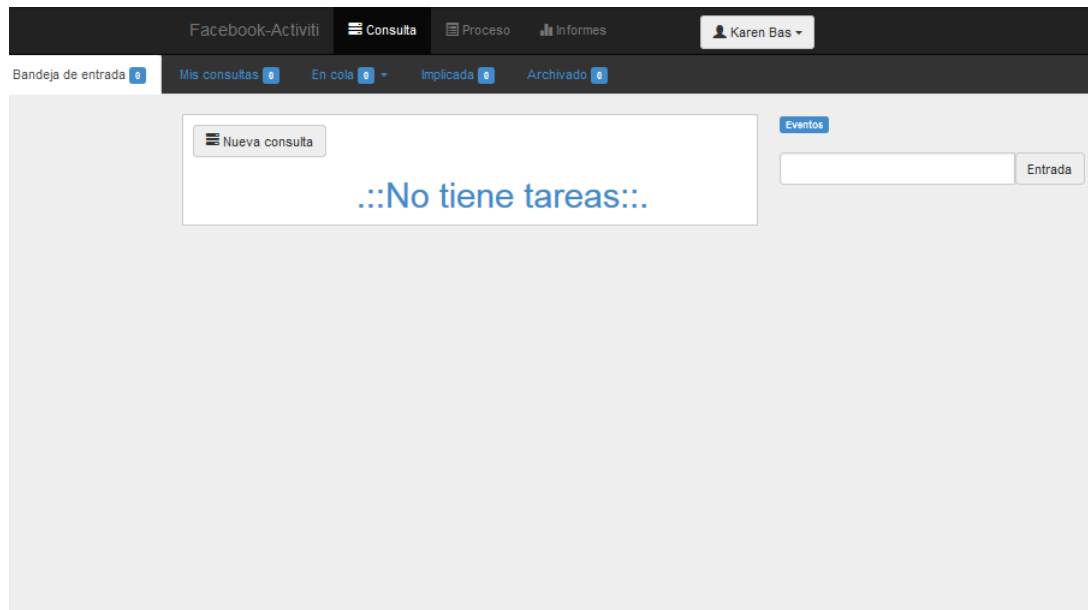 Facebook-Activiti Consulta Proceso Informes Karen Bas
Bandeja de entrada 0 Mis consultas 0 En cola 0 Implicada 0 Archivado 0
Nueva consulta
.::No tiene tareas::.
Eventos
Entrada